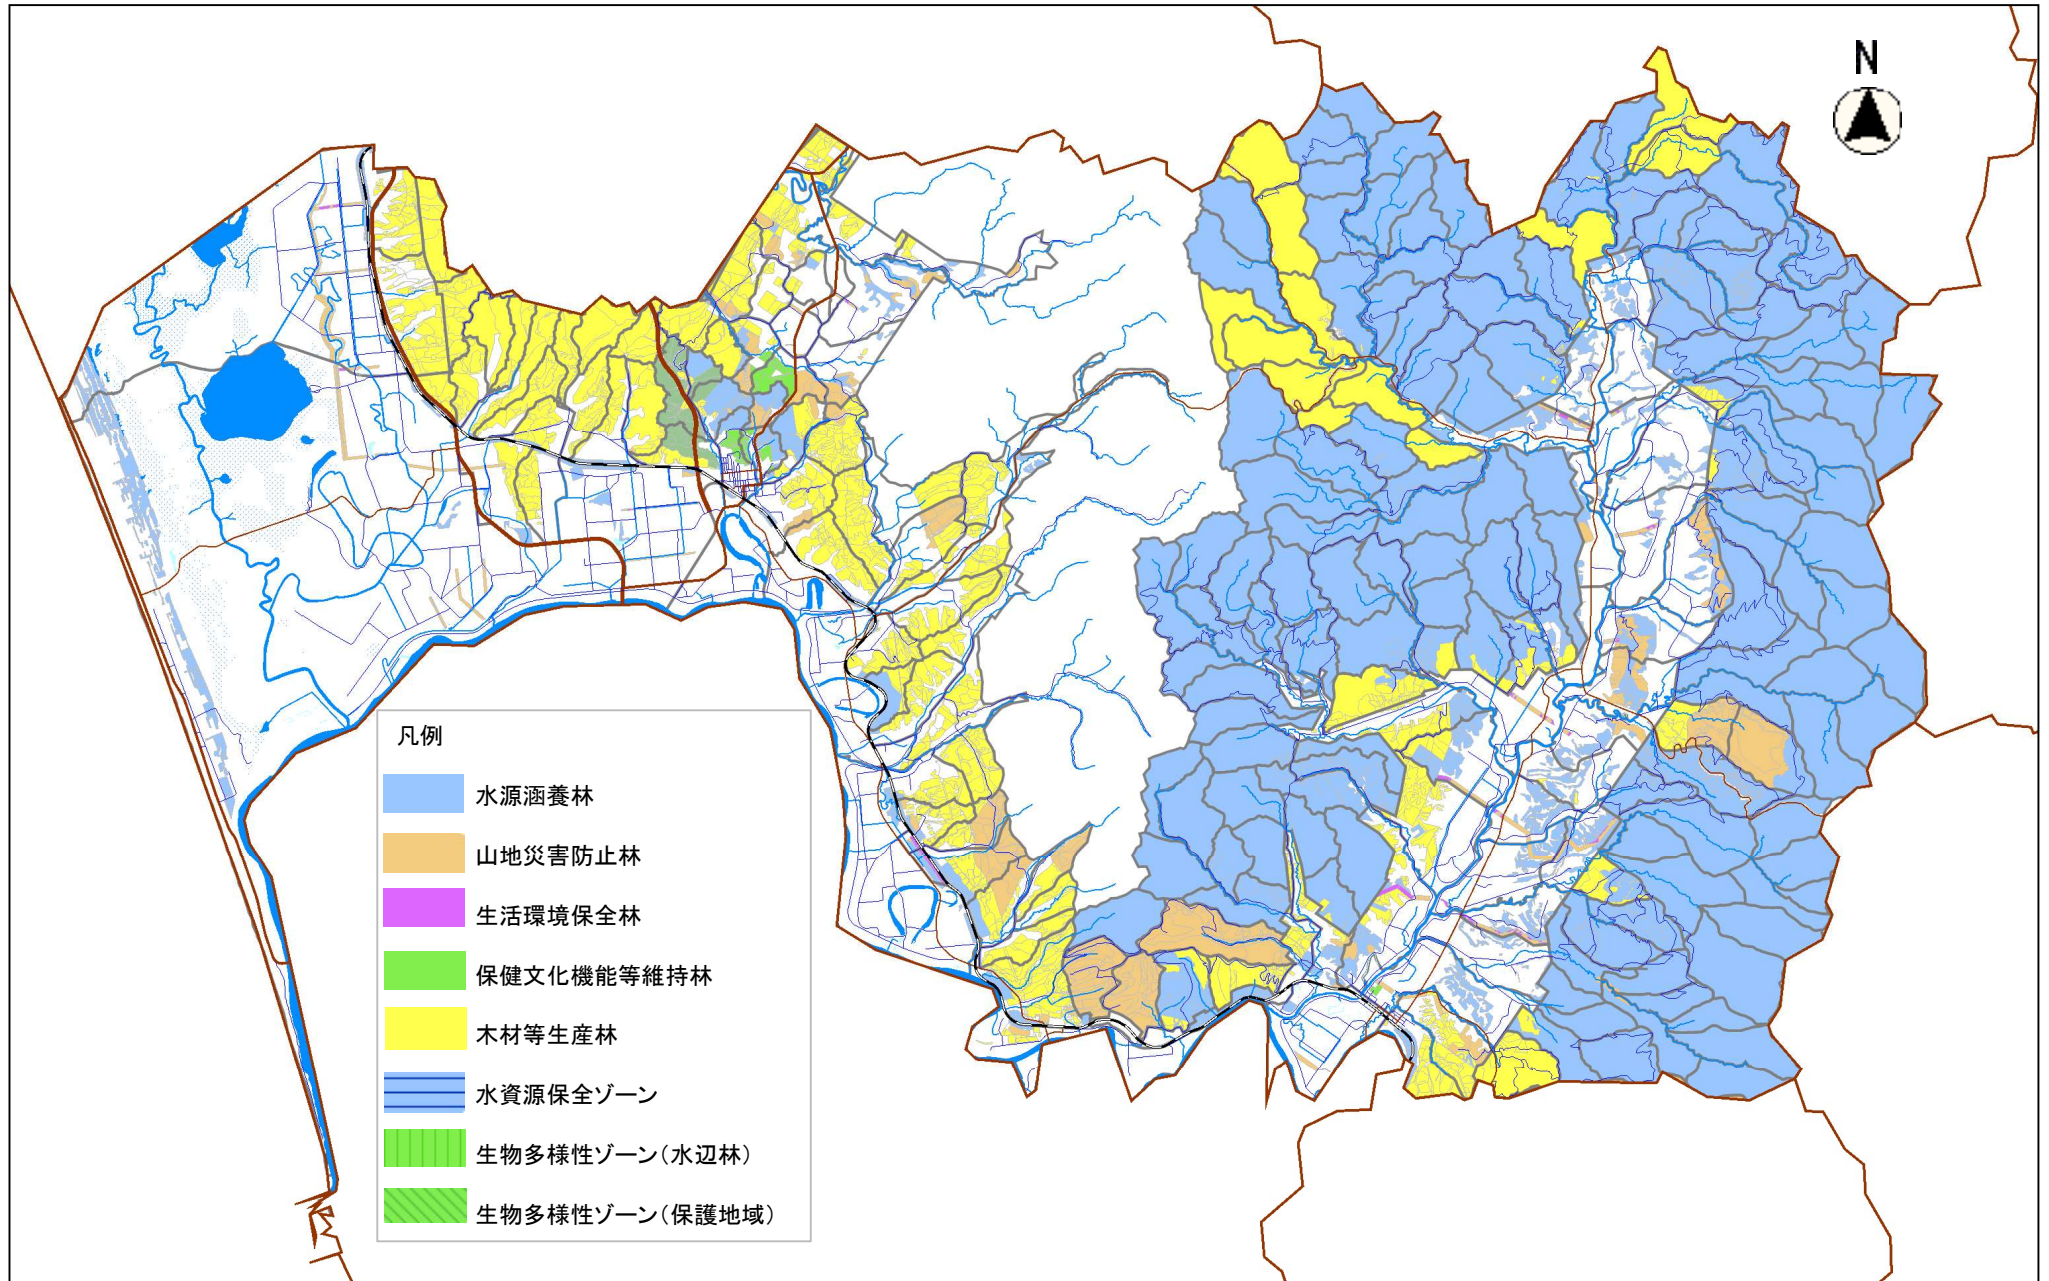 N
凡例
水源涵養林
山地災害防止林
生活環境保全林
保健文化機能等維持林
木材等生産林
水資源保全ゾーン
生物多様性ゾーン(水辺林)
生物多様性ゾーン(保護地域)